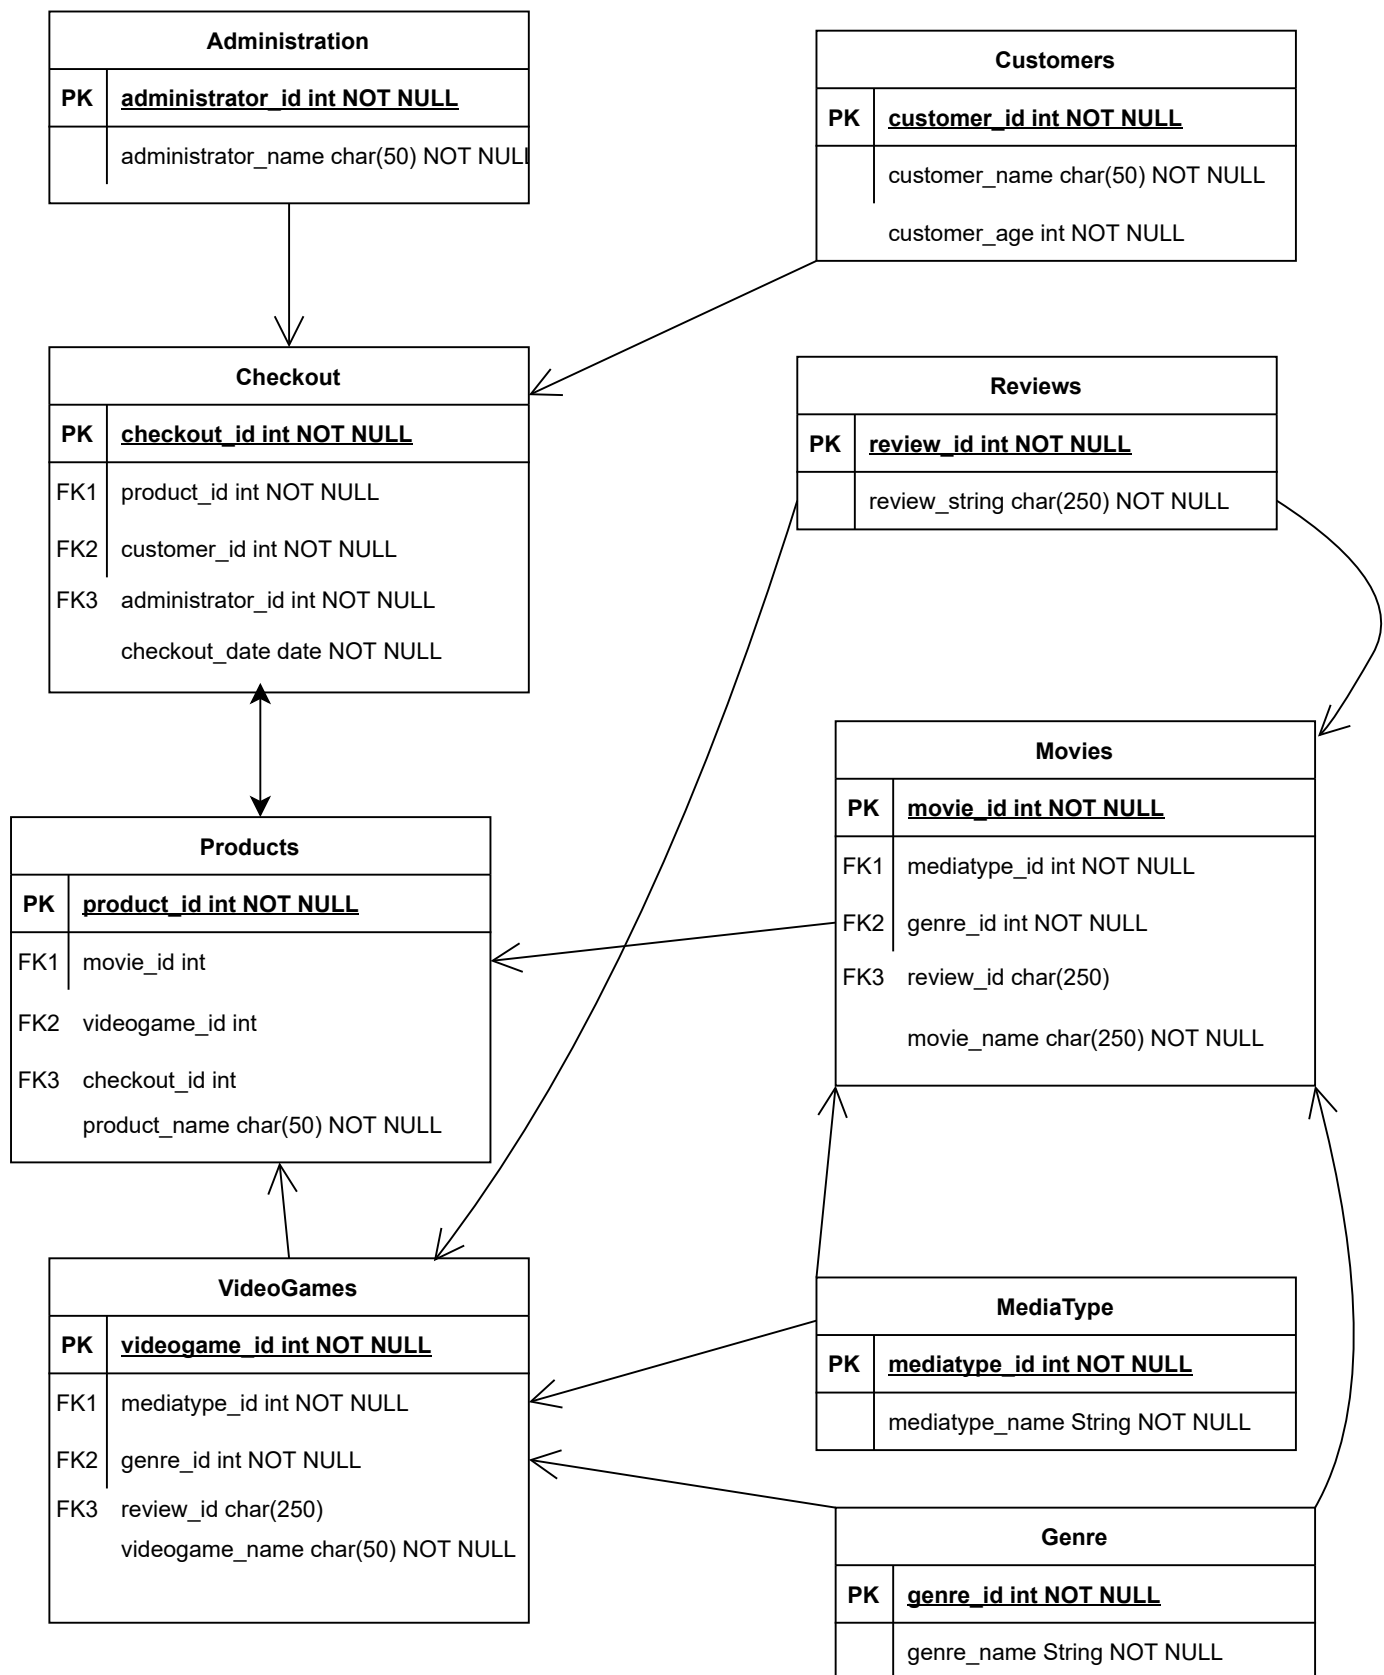 Administration
PK administrator_id int NOT NULL
administrator_name char(50) NOT NULL
Customers
PK customer_id int NOT NULL
customer_name char(50) NOT NULL
customer_age int NOT NULL
Checkout
PK checkout_id int NOT NULL
FK1 product_id int NOT NULL
FK2 customer_id int NOT NULL
FK3 administrator_id int NOT NULL
checkout_date date NOT NULL
Reviews
PK review_id int NOT NULL
review_string char(250) NOT NULL
Movies
PK movie_id int NOT NULL
FK1 mediatype_id int NOT NULL
FK2 genre_id int NOT NULL
FK3 review_id char(250)
movie_name char(250) NOT NULL
Products
PK product_id int NOT NULL
FK1 movie_id int
FK2 videogame_id int
FK3 checkout_id int
product_name char(50) NOT NULL
VideoGames
PK videogame_id int NOT NULL
FK1 mediatype_id int NOT NULL
FK2 genre_id int NOT NULL
FK3 review_id char(250)
videogame_name char(50) NOT NULL
MediaType
PK mediatype_id int NOT NULL
mediatype_name String NOT NULL
Genre
PK genre_id int NOT NULL
genre_name String NOT NULL